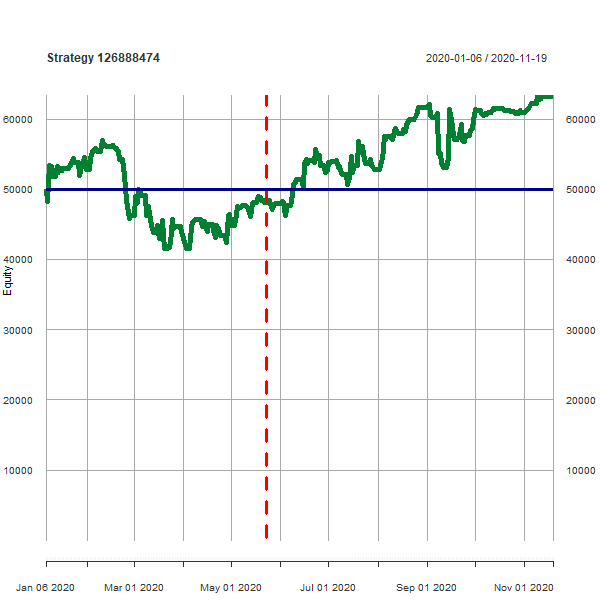 Strategy 126888474
2020-01-06 / 2020-11-19
60000
60000
50000
50000
40000
40000
30000
30000
20000
20000
10000
10000
Equity
Jan 06 2020
Mar 01 2020
May 01 2020
Jul 01 2020
Sep 01 2020
Nov 01 2020